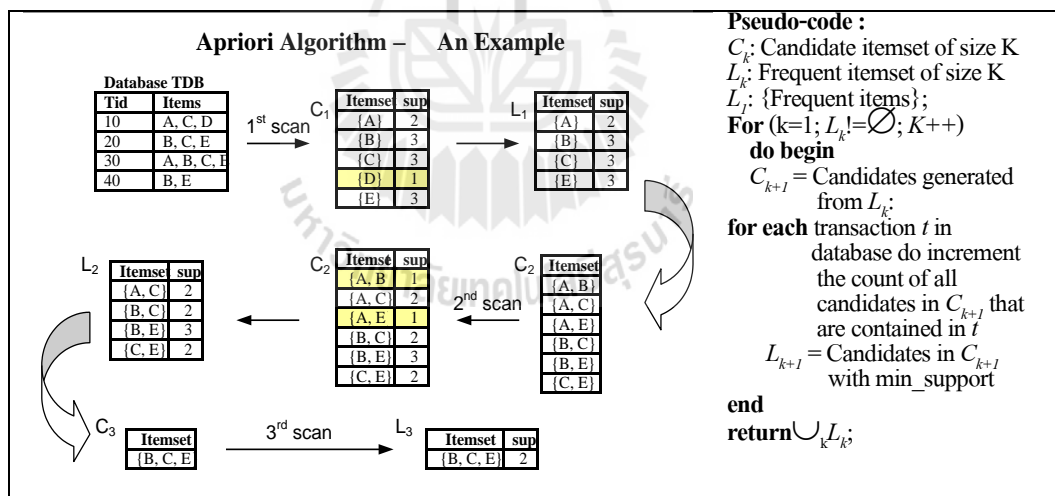 Apriori Algorithm – An Example
Database TDB
Tid Items
10 A, C, D
20 B, C, E
30 A, B, C, E
40 B, E
1st scan
C1
Itemset sup
{A} 2
{B} 3
{C} 3
{D} 1
{E} 3
L1
Itemset sup
{A} 2
{B} 3
{C} 3
{E} 3
C2
Itemset
{A, B}
{A, C}
{A, E}
{B, C}
{B, E}
{C, E}
2nd scan
C2
Itemset sup
{A, B} 1
{A, C} 2
{A, E} 1
{B, C} 2
{B, E} 3
{C, E} 2
L2
Itemset sup
{A, C} 2
{B, C} 2
{B, E} 3
{C, E} 2
C3
Itemset
{B, C, E
3rd scan
L3
Itemset sup
{B, C, E} 2
Pseudo-code :
Ck: Candidate itemset of size K
Lk: Frequent itemset of size K
L1: {Frequent items};
For (k=1; Lk!=∅; K++)
do begin
Ck+1 = Candidates generated
from Lk:
for each transaction t in
database do increment
the count of all
candidates in Ck+1 that
are contained in t
Lk+1 = Candidates in Ck+1
with min_support
end
return ∪k Lk;